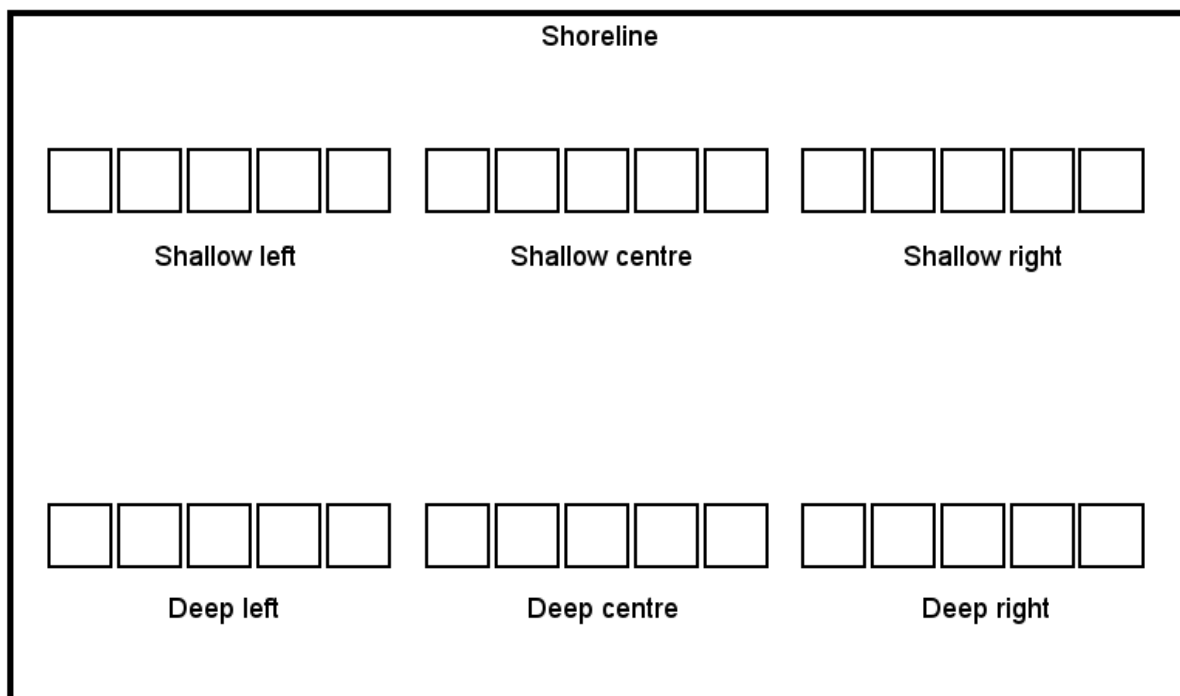 Shoreline
Shallow left
Shallow centre
Shallow right
Deep left
Deep centre
Deep right